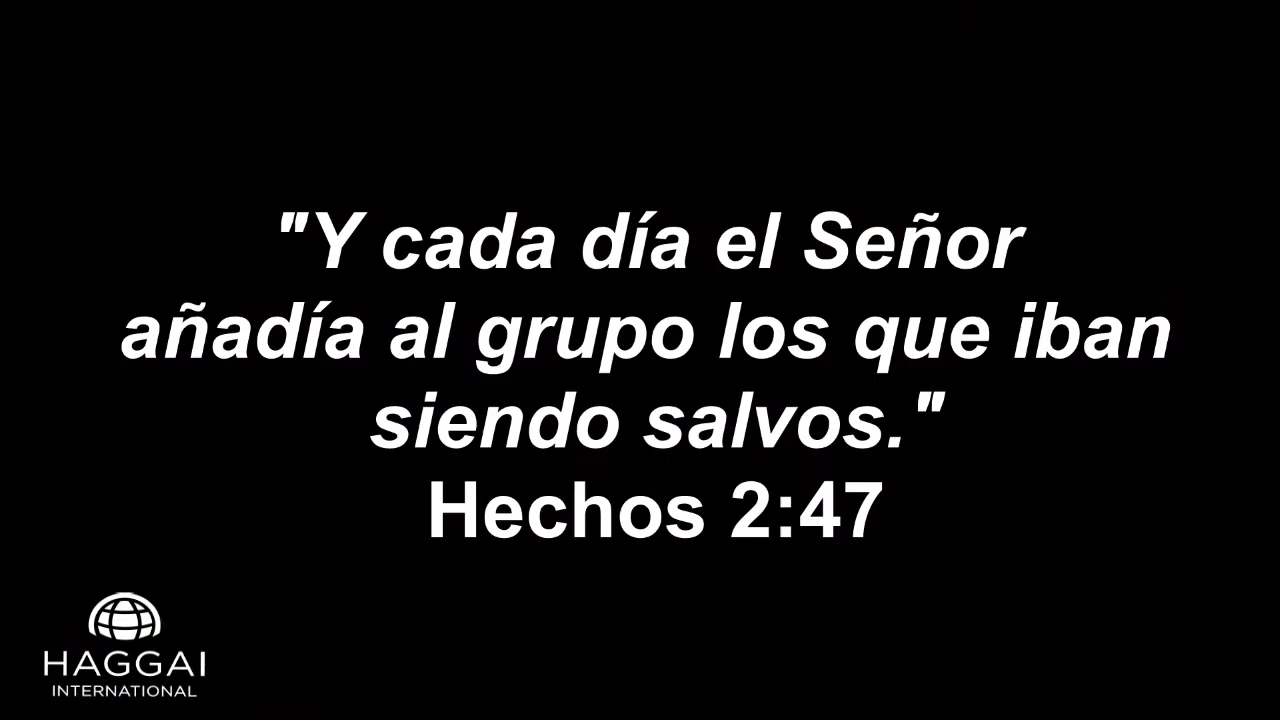 "Y cada día el Señor
añadía al grupo los que iban
siendo salvos."
Hechos 2:47
HAGGAI
INTERNATIONAL